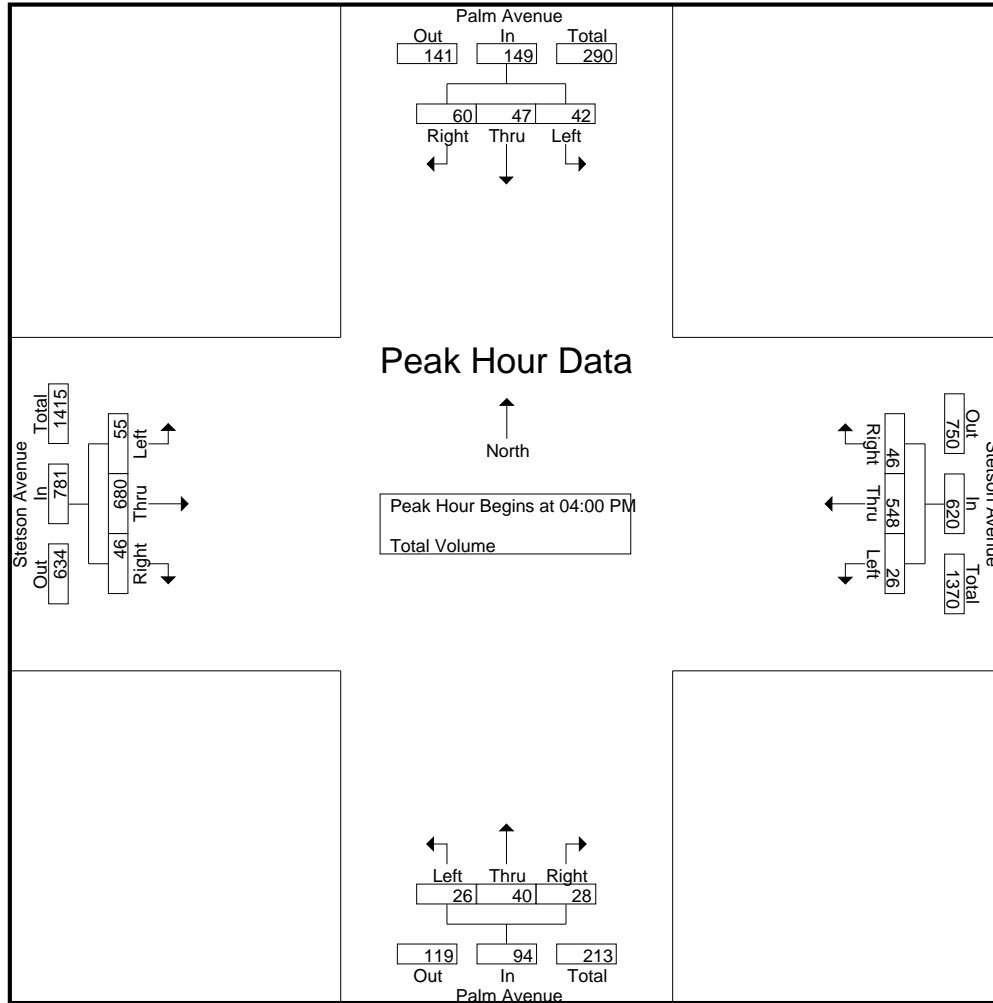 Palm Avenue
Out In Total
141 149 290
60 47 42
Right Thru Left
Peak Hour Data
North
Peak Hour Begins at 04:00 PM
Total Volume
Stetson Avenue
Total In Out
1415 781 634
55 680 46
Left Thru Right
Stetson Avenue
Out In Total
750 620 1370
46 548 26
Right Thru Left
Left Thru Right
26 40 28
119 94 213
Out In Total
Palm Avenue